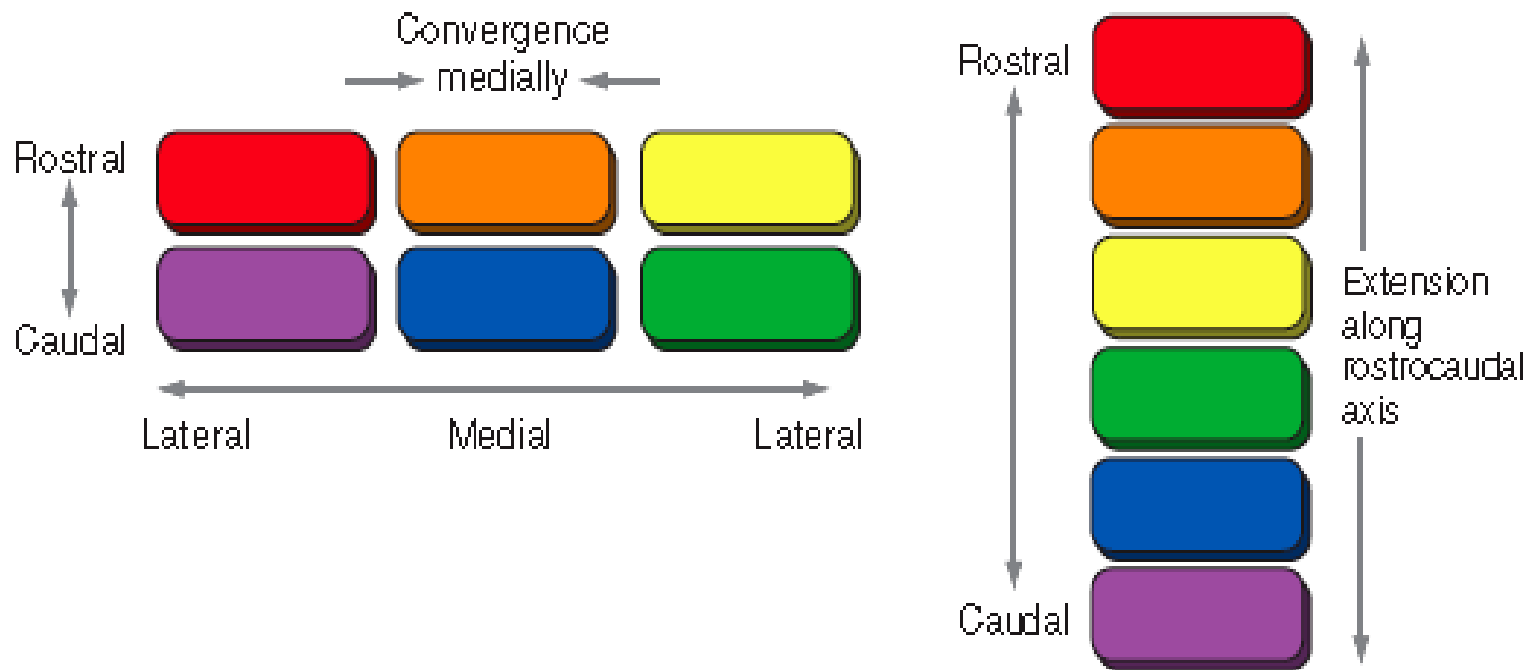 Convergence
medially
Rostral
Caudal
Lateral Medial Lateral
Rostral
Caudal
Extension
along
rostrocaudal
axis